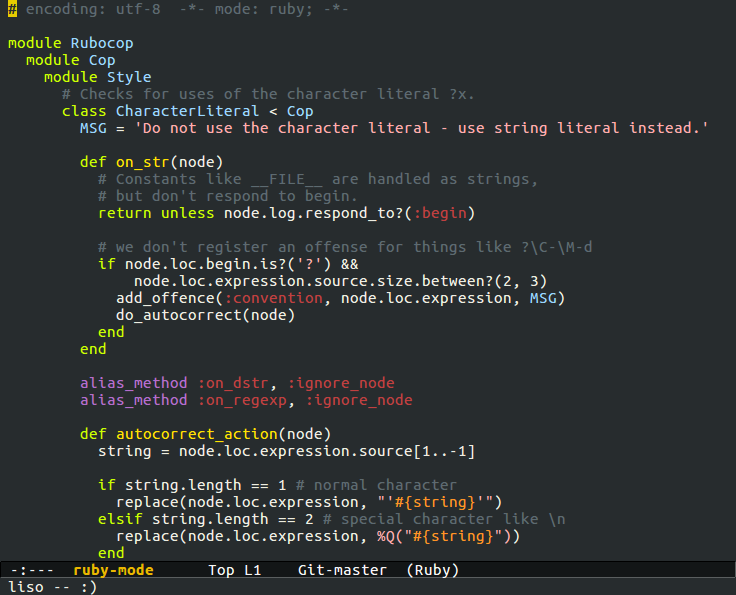 # encoding: utf-8  -*- mode: ruby; -*-
module Rubocop
  module Cop
    module Style
      # Checks for uses of the character literal ?x.
      class CharacterLiteral < Cop
        MSG = 'Do not use the character literal - use string literal instead.'
        def on_str(node)
          # Constants like __FILE__ are handled as strings,
          # but don't respond to begin.
          return unless node.log.respond_to?(:begin)
          # we don't register an offense for things like ?\C-\M-d
          if node.loc.begin.is?('?') &&
              node.loc.expression.source.size.between?(2, 3)
            add_offence(:convention, node.loc.expression, MSG)
            do_autocorrect(node)
          end
        end
        alias_method :on_dstr, :ignore_node
        alias_method :on_regexp, :ignore_node
        def autocorrect_action(node)
          string = node.loc.expression.source[1..-1]
          if string.length == 1 # normal character
            replace(node.loc.expression, "'#{string}'")
          elsif string.length == 2 # special character like \n
            replace(node.loc.expression, %Q("#{string}"))
          end
-:---  ruby-mode      Top L1    Git-master  (Ruby)
liso -- :)